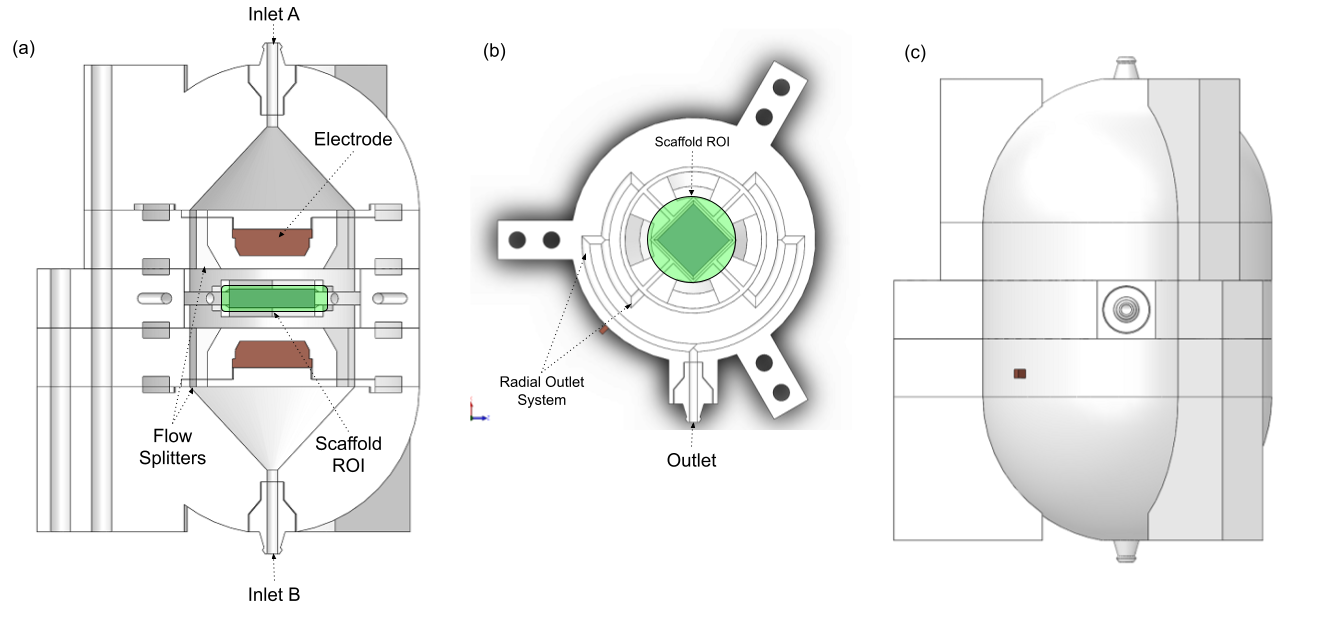 Inlet A
(a)
(b)
(c)
Electrode
Scaffold ROI
Radial Outlet
System
Flow
Splitters
Scaffold
ROI
Outlet
Inlet B